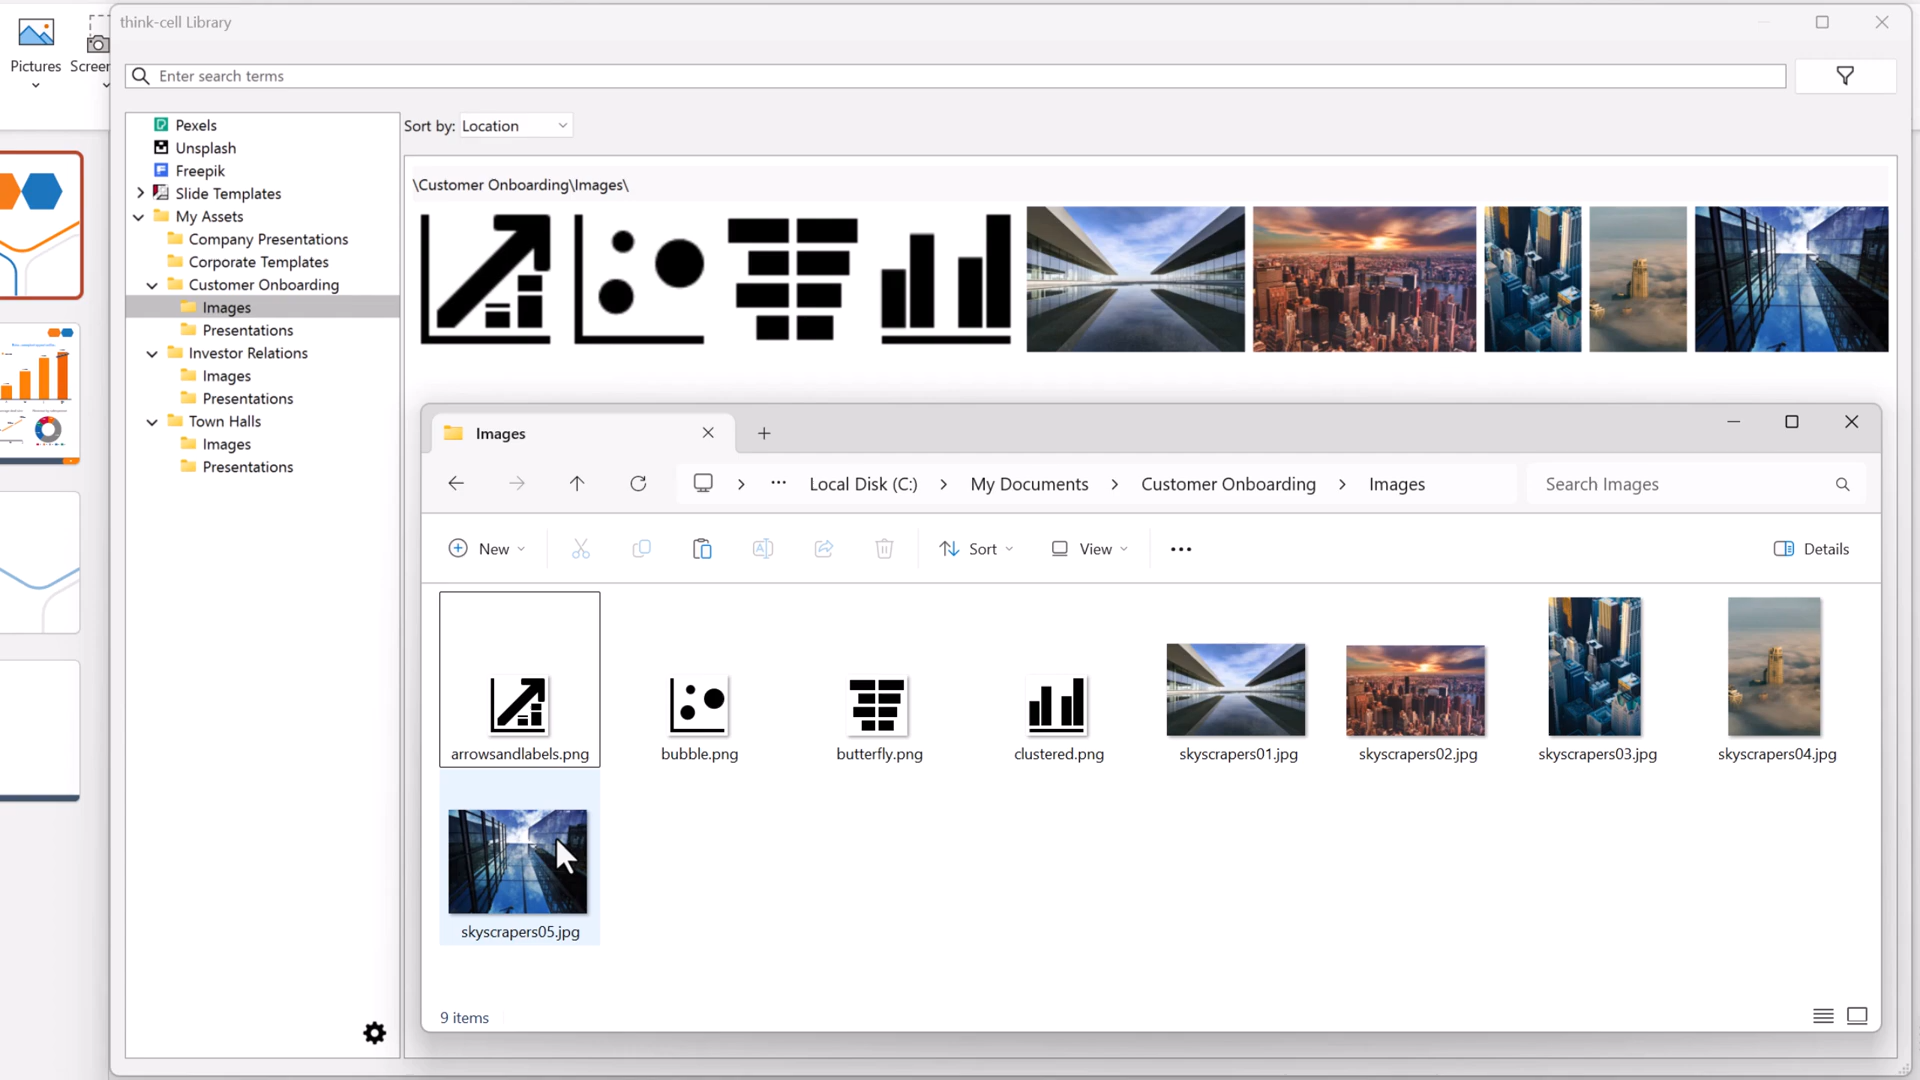 think-cell Library
Pictures
Screen
Enter search terms
Pexels
Unsplash
Freepik
Slide Templates
My Assets
Company Presentations
Corporate Templates
Customer Onboarding
Images
Presentations
Investor Relations
Images
Presentations
Town Halls
Images
Presentations
Sort by: Location
\Customer Onboarding\Images\
Images
Local Disk (C:) > My Documents > Customer Onboarding > Images
Search Images
New
Sort
View
Details
arrowsandlabels.png
bubble.png
butterfly.png
clustered.png
skyscrapers01.jpg
skyscrapers02.jpg
skyscrapers03.jpg
skyscrapers04.jpg
skyscrapers05.jpg
9 items